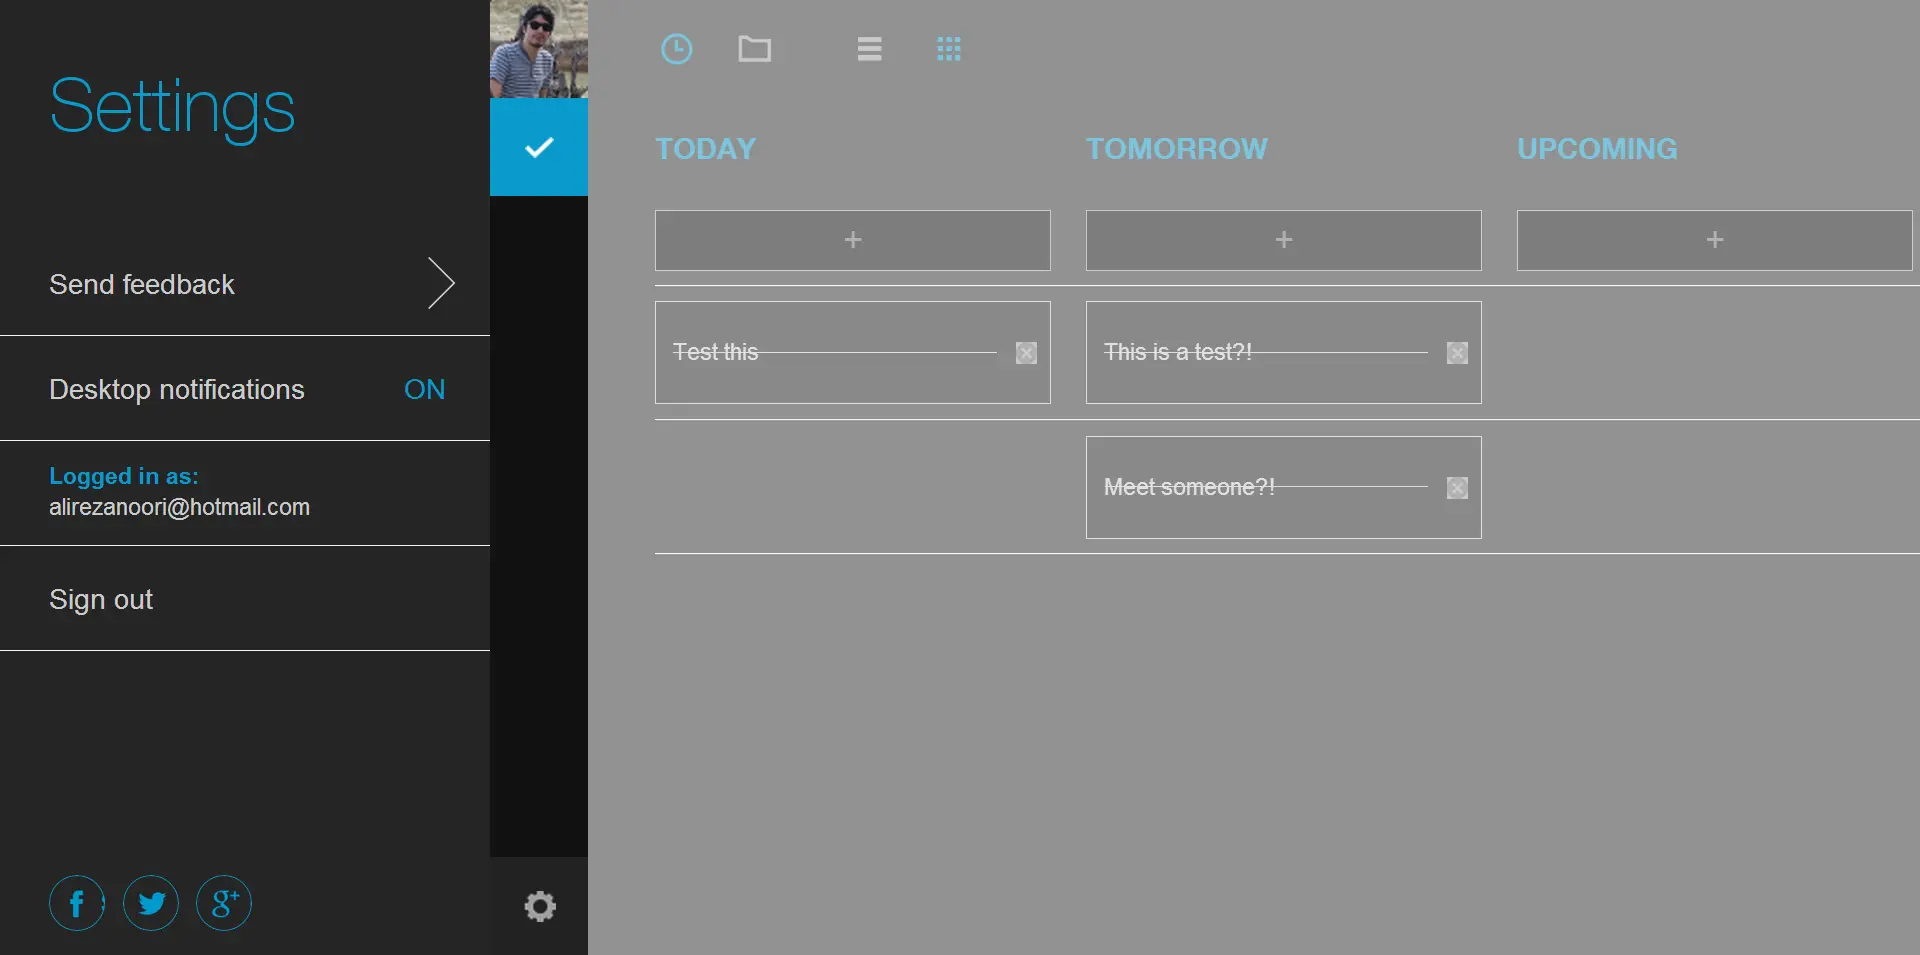 Settings
Send feedback
Desktop notifications ON
Logged in as:
alirezanoori@hotmail.com
Sign out
TODAY
TOMORROW
UPCOMING
+
+
+
Test this
This is a test?!
Meet someone?!